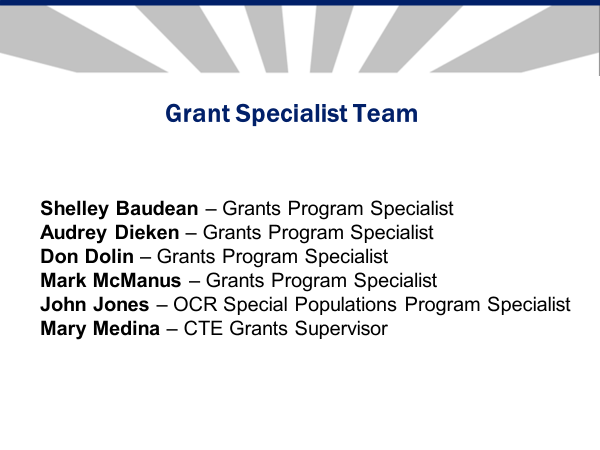 Grant Specialist Team
Shelley Baudean – Grants Program Specialist
Audrey Dieken – Grants Program Specialist
Don Dolin – Grants Program Specialist
Mark McManus – Grants Program Specialist
John Jones – OCR Special Populations Program Specialist
Mary Medina – CTE Grants Supervisor